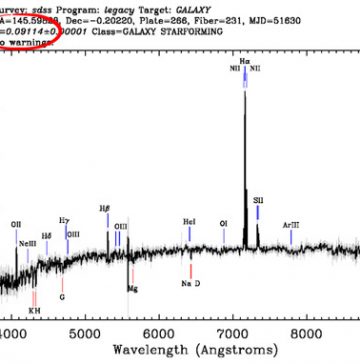 urvey: sdss Program: legacy Target: GALAXY
A=145.59828, Dec=-0.20220, Plate=266, Fiber=231, MJD=51630
=0.09114±0.00001 Class=GALAXY STARFORMING
o warnings.
Hα
NII NII
Hβ
Hγ
OII Hδ OIII OIII HeI OI SII ArIII
NeIII
Mg
G Na D
K H
4000 5000 6000 7000 8000
Wavelength (Angstroms)